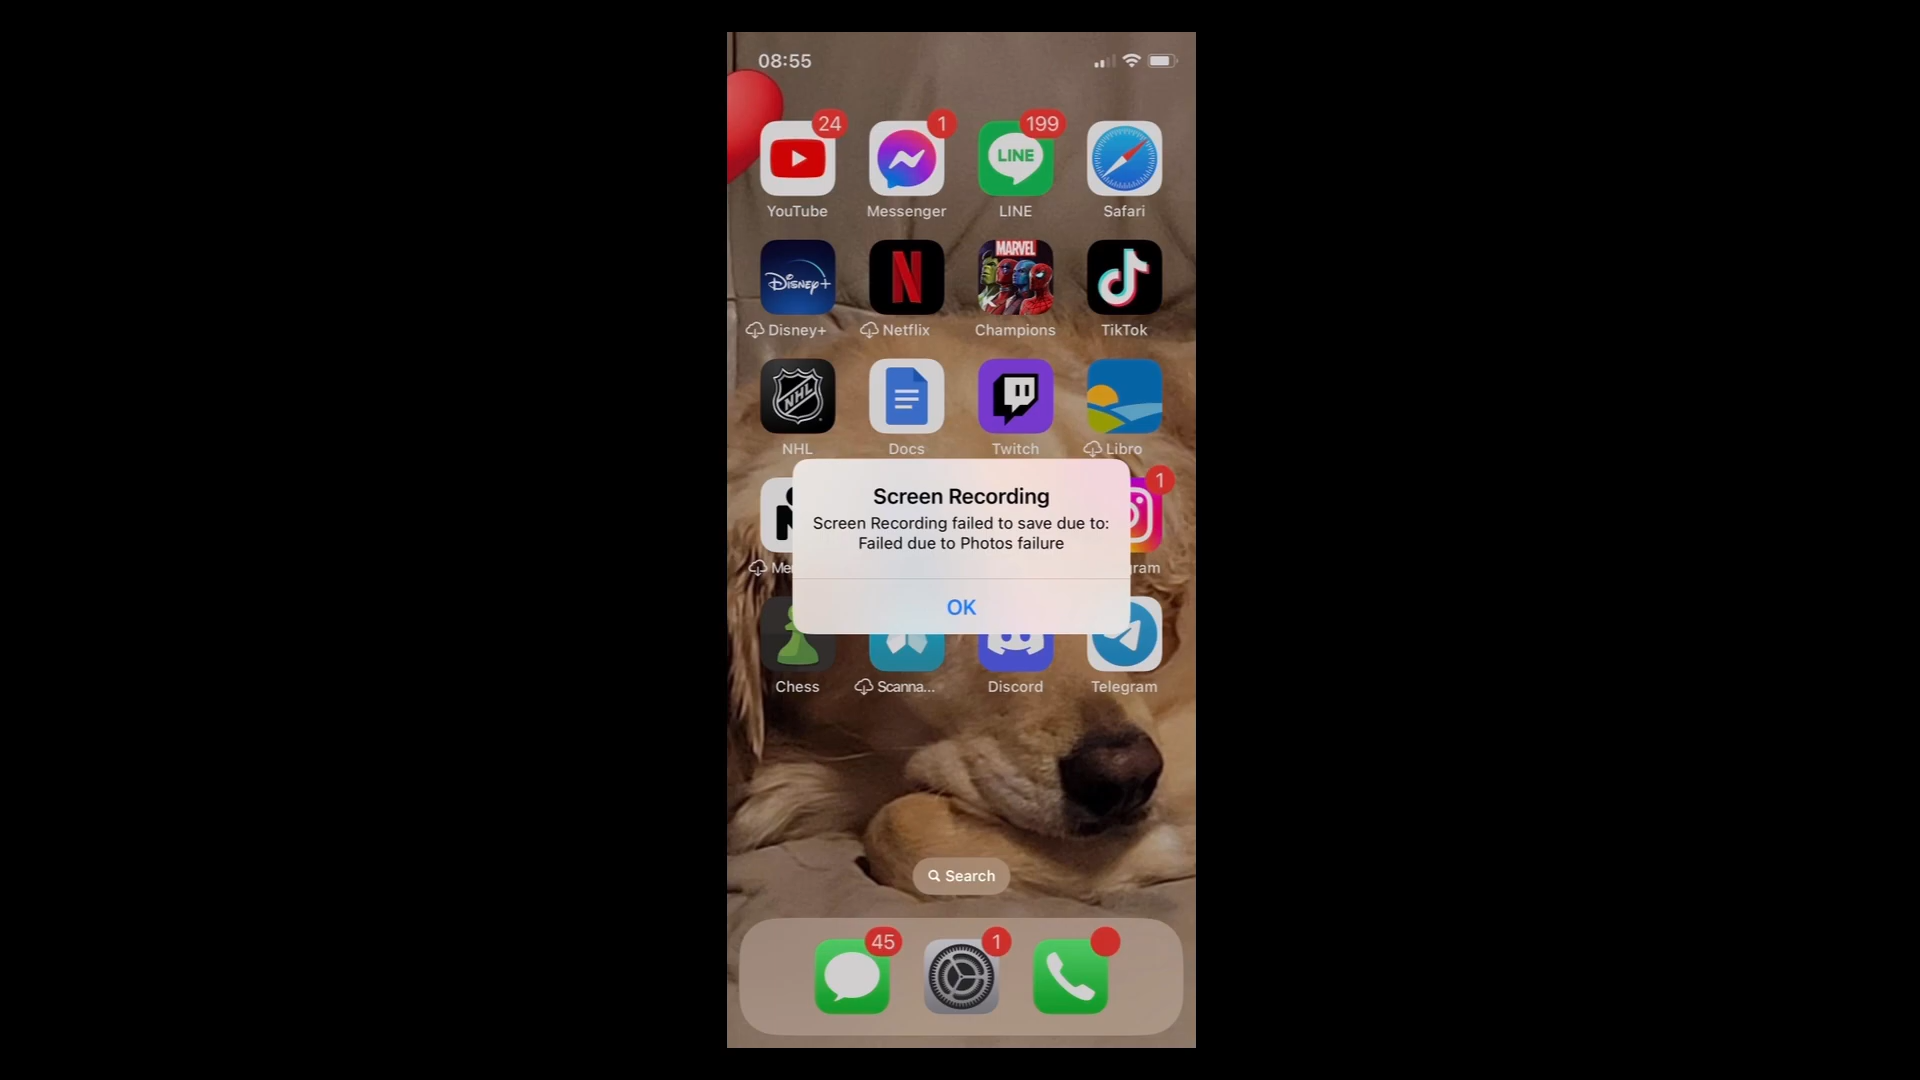 08:55
24
1
199
LINE
YouTube
Messenger
LINE
Safari
Disney+
MARVEL
Disney+
Netflix
Champions
TikTok
NHL
NHL
Docs
Twitch
Libro
1
Screen Recording
Screen Recording failed to save due to:
Failed due to Photos failure
OK
Chess
Scanna...
Discord
Telegram
Search
45
1